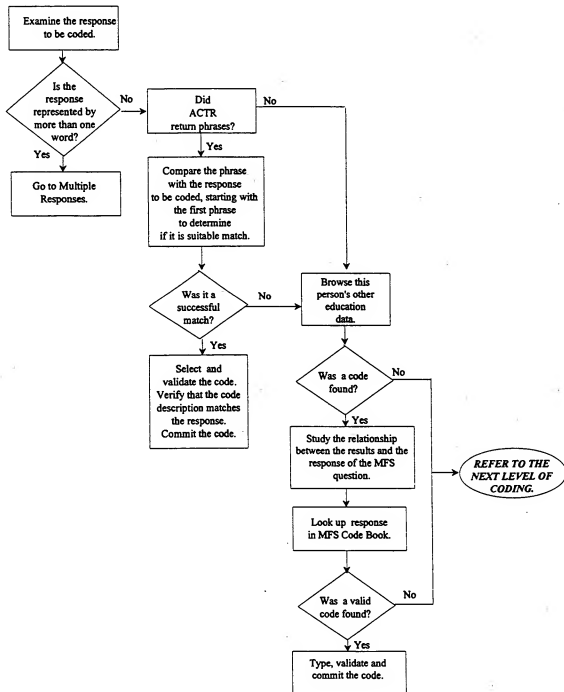 Examine the response
to be coded.
Is the
response
represented by
more than one
word?
No
Yes
Go to Multiple
Responses.
Did
ACTR
return phrases?
No
Yes
Compare the phrase
with the response
to be coded, starting with
the first phrase
to determine
if it is suitable match.
Was it a
successful
match?
No
Yes
Select and
validate the code.
Verify that the code
description matches
the response.
Commit the code.
Browse this
person's other
education
data.
Was a code
found?
No
Yes
Study the relationship
between the results and the
response of the MFS
question.
REFER TO THE
NEXT LEVEL OF
CODING.
Look up response
in MFS Code Book.
Was a valid
code found?
No
Yes
Type, validate and
commit the code.